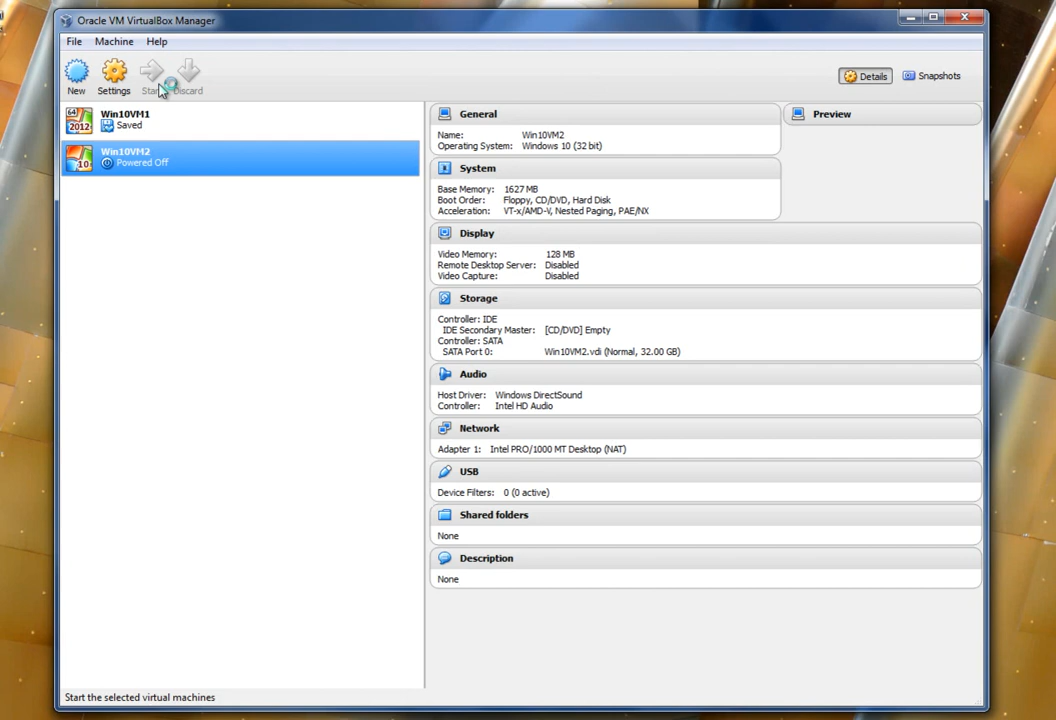 Oracle VM VirtualBox Manager
File Machine Help
New Settings Discard
Details Snapshots
64
2012
Win10VM1
Saved
10
Win10VM2
Powered Off
General
Name: Win10VM2
Operating System: Windows 10 (32 bit)
Preview
System
Base Memory: 1627 MB
Boot Order: Floppy, CD/DVD, Hard Disk
Acceleration: VT-x/AMD-V, Nested Paging, PAE/NX
Display
Video Memory: 128 MB
Remote Desktop Server: Disabled
Video Capture: Disabled
Storage
Controller: IDE
IDE Secondary Master: [CD/DVD] Empty
Controller: SATA
SATA Port 0: Win10VM2.vdi (Normal, 32.00 GB)
Audio
Host Driver: Windows DirectSound
Controller: Intel HD Audio
Network
Adapter 1: Intel PRO/1000 MT Desktop (NAT)
USB
Device Filters: 0 (0 active)
Shared folders
None
Description
None
Start the selected virtual machines